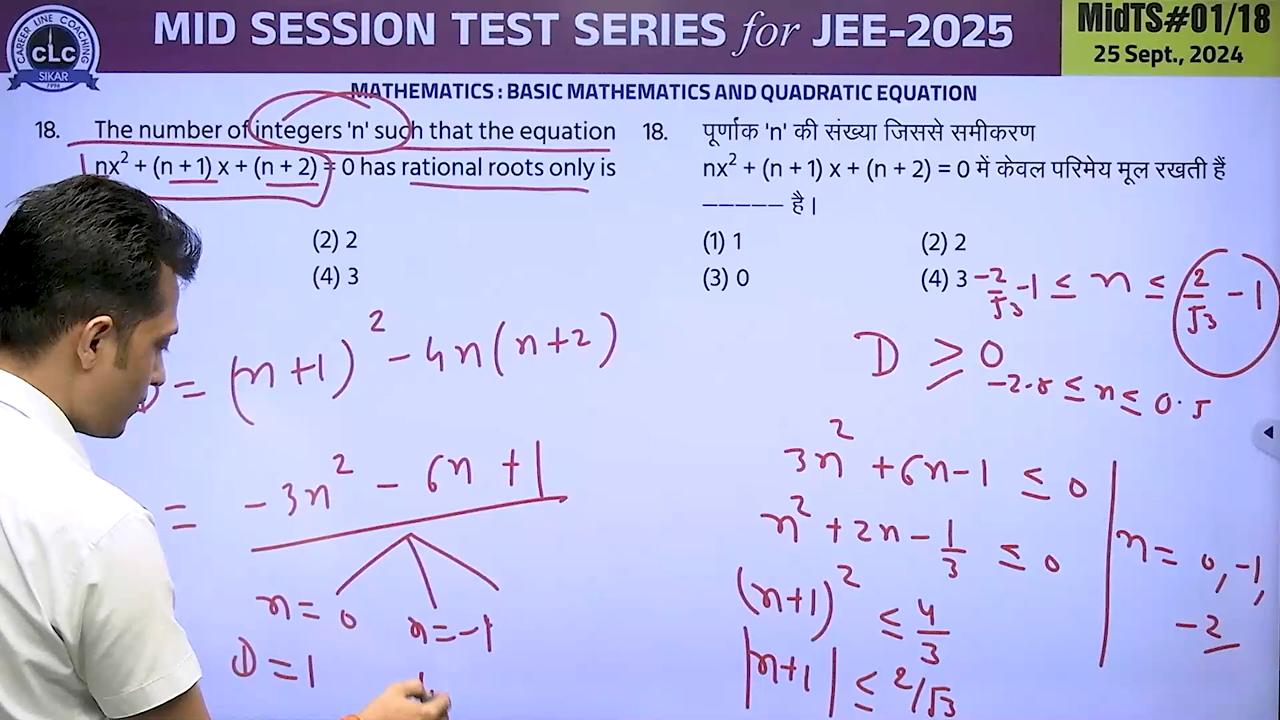 MID SESSION TEST SERIES for JEE-2025
MidTS#01/18
25 Sept., 2024
CAREER LINE COACHING
CLC
SIKAR
1996
MATHEMATICS : BASIC MATHEMATICS AND QUADRATIC EQUATION
18. The number of integers 'n' such that the equation
nx² + (n + 1) x + (n + 2) = 0 has rational roots only is
(2) 2
(4) 3
18. पूर्णांक 'n' की संख्या जिससे समीकरण
nx² + (n + 1) x + (n + 2) = 0 में केवल परिमेय मूल रखती हैं
_____ है।
(1) 1 (2) 2
(3) 0 (4) 3
= (n+1)² - 4n(n+2)
= -3n² - 6n + 1
n = 0 n = -1
D = 1
-2/√3 - 1 ≤ n ≤ 2/√3 - 1
D ≥ 0
≤ n ≤ 0.5
3n² + 6n - 1 ≤ 0
n² + 2n - 1/3 ≤ 0
(n+1)² ≤ 4/3
|n+1| ≤ 2/√3
n = 0, -1,
-2